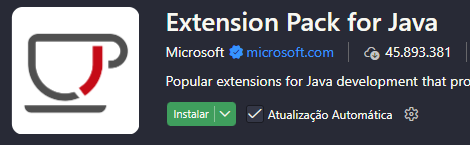 Extension Pack for Java
Microsoft microsoft.com 45.893.381
Popular extensions for Java development that pro
Instalar Atualização Automática